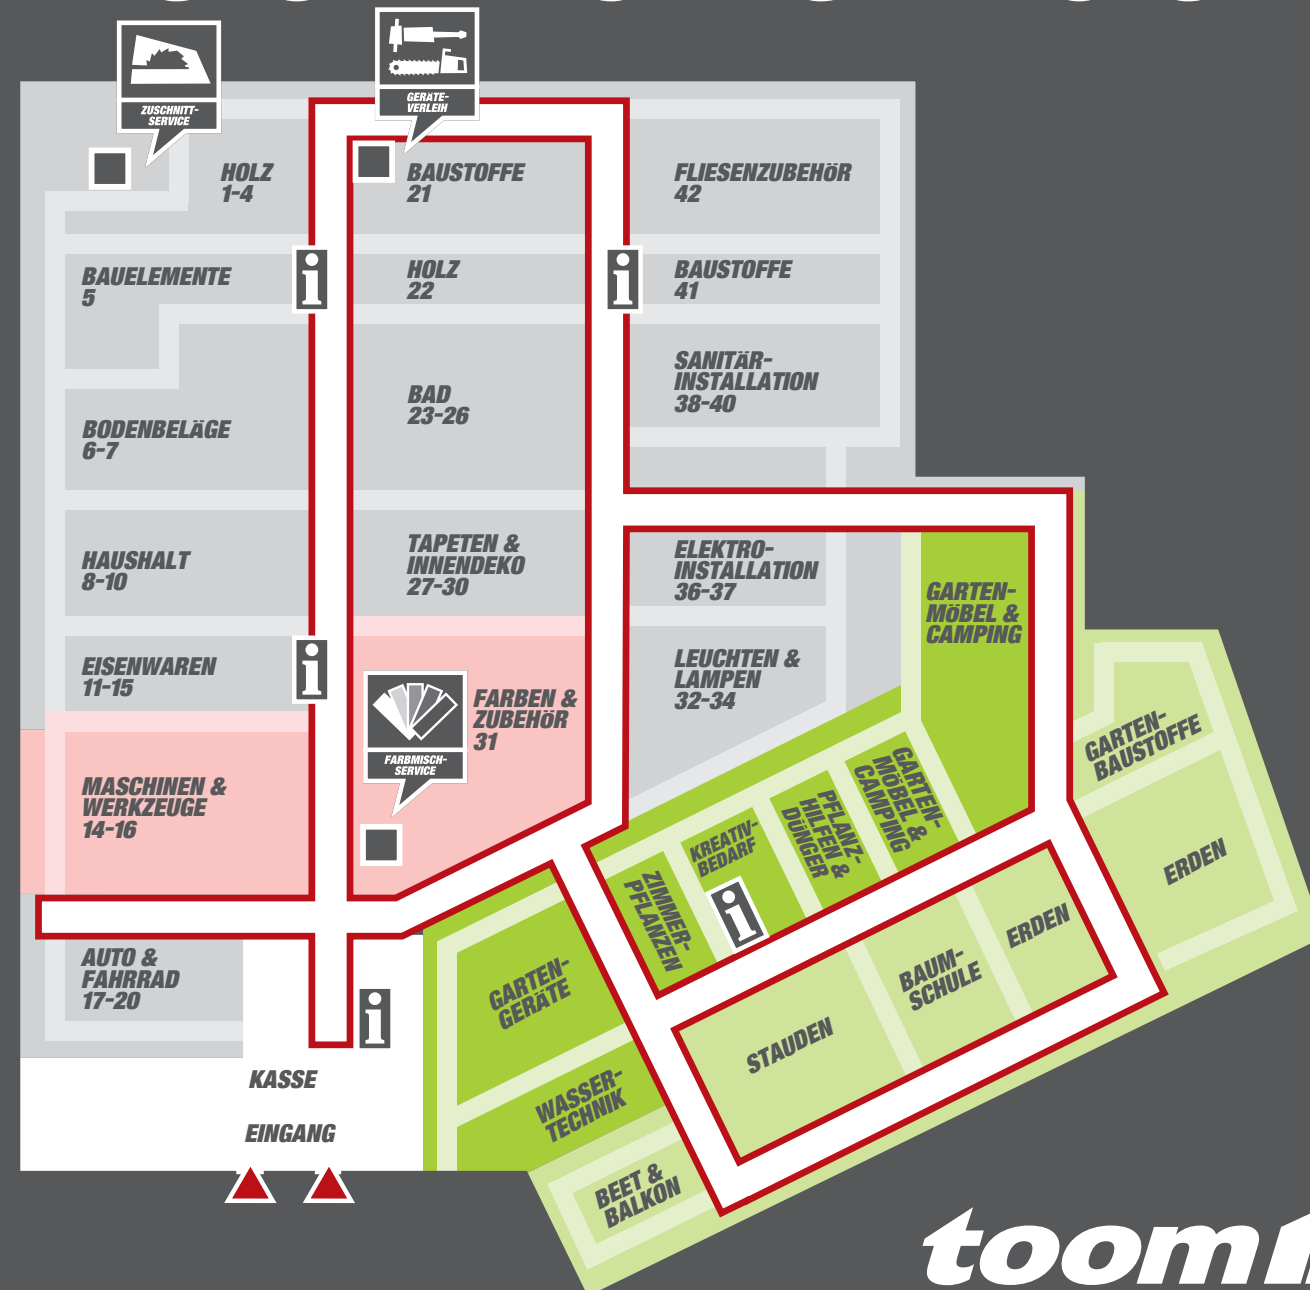 ZUSCHNITT-
SERVICE
GERÄTE-
VERLEIH
HOLZ
1-4
BAUSTOFFE
21
FLIESENZUBEHÖR
42
BAUELEMENTE
5
i
HOLZ
22
i
BAUSTOFFE
41
BAD
23-26
SANITÄR-
INSTALLATION
38-40
BODENBELÄGE
6-7
HAUSHALT
8-10
TAPETEN &
INNENDEKO
27-30
ELEKTRO-
INSTALLATION
36-37
GARTEN-
MÖBEL &
CAMPING
EISENWAREN
11-15
i
FARBEN &
ZUBEHÖR
31
FARBMISCH-
SERVICE
LEUCHTEN &
LAMPEN
32-34
MASCHINEN &
WERKZEUGE
14-16
GARTEN-
BAUSTOFFE
GARTEN-
MÖBEL &
CAMPING
PFLANZ-
HILFEN &
DÜNGER
KREATIV-
BEDARF
ZIMMER-
PFLANZEN
i
ERDEN
ERDEN
BAUM-
SCHULE
STAUDEN
AUTO &
FAHRRAD
17-20
GARTEN-
GERÄTE
i
WASSER-
TECHNIK
BEET &
BALKON
KASSE
EINGANG
toom